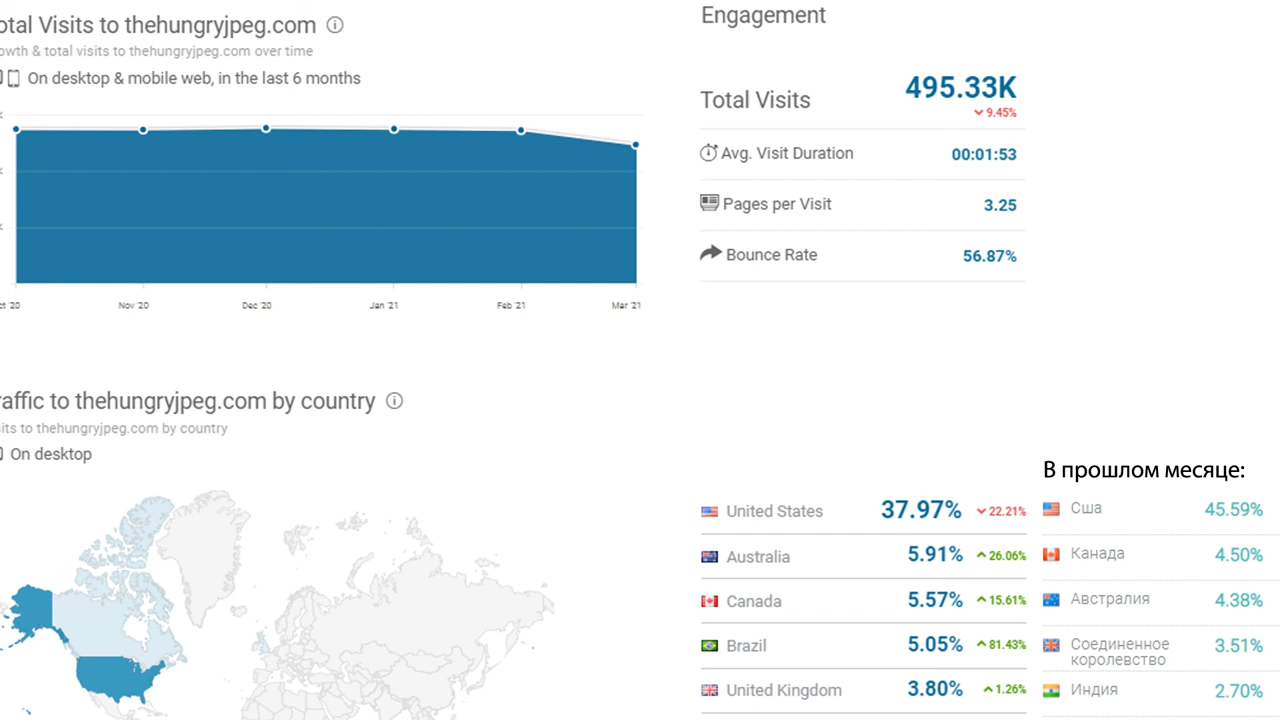 otal Visits to thehungryjpeg.com
owth & total visits to thehungryjpeg.com over time
On desktop & mobile web, in the last 6 months
Oct '20
Nov '20
Dec '20
Jan '21
Feb '21
Mar '21
Engagement
Total Visits
495.33K
9.45%
Avg. Visit Duration
00:01:53
Pages per Visit
3.25
Bounce Rate
56.87%
raffic to thehungryjpeg.com by country
sits to thehungryjpeg.com by country
On desktop
United States 37.97% 22.21%
Australia 5.91% 26.06%
Canada 5.57% 15.61%
Brazil 5.05% 81.43%
United Kingdom 3.80% 1.26%
В прошлом месяце:
Сша 45.59%
Канада 4.50%
Австралия 4.38%
Соединенное
королевство 3.51%
Индия 2.70%